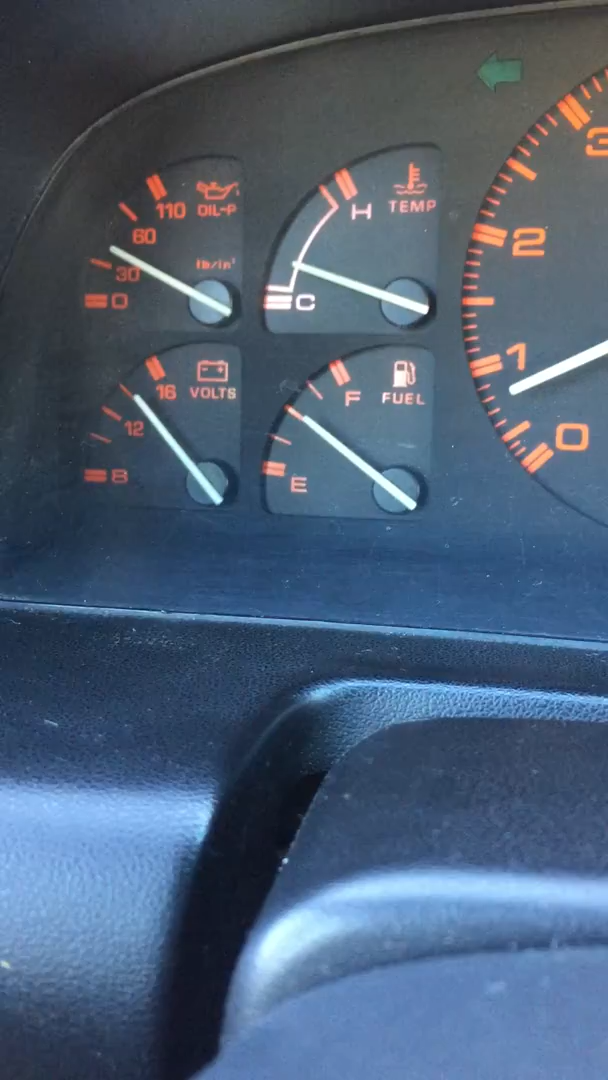 110 OIL-P
60
30 lb/in²
0
H TEMP
C
16 VOLTS
12
8
F FUEL
E
3
2
1
0